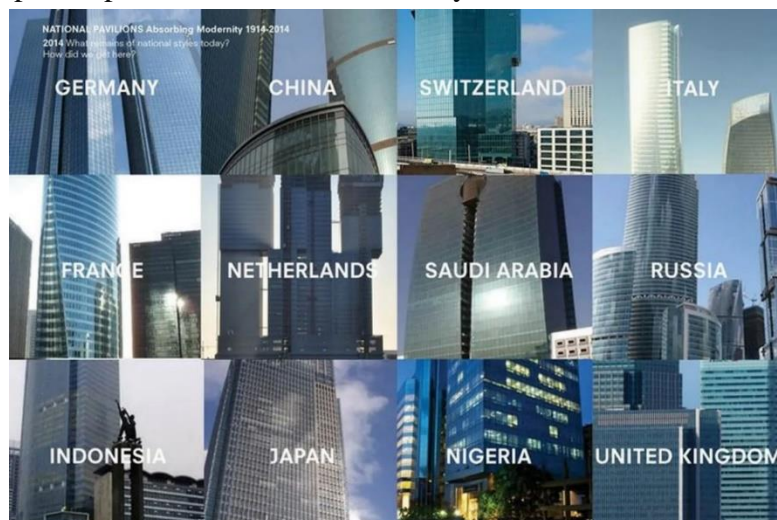 NATIONAL PAVILIONS Absorbing Modernity 1914-2014
2014 What remains of national styles today?
How did we get here?
GERMANY
CHINA
SWITZERLAND
ITALY
FRANCE
NETHERLANDS
SAUDI ARABIA
RUSSIA
INDONESIA
JAPAN
NIGERIA
UNITED KINGDOM